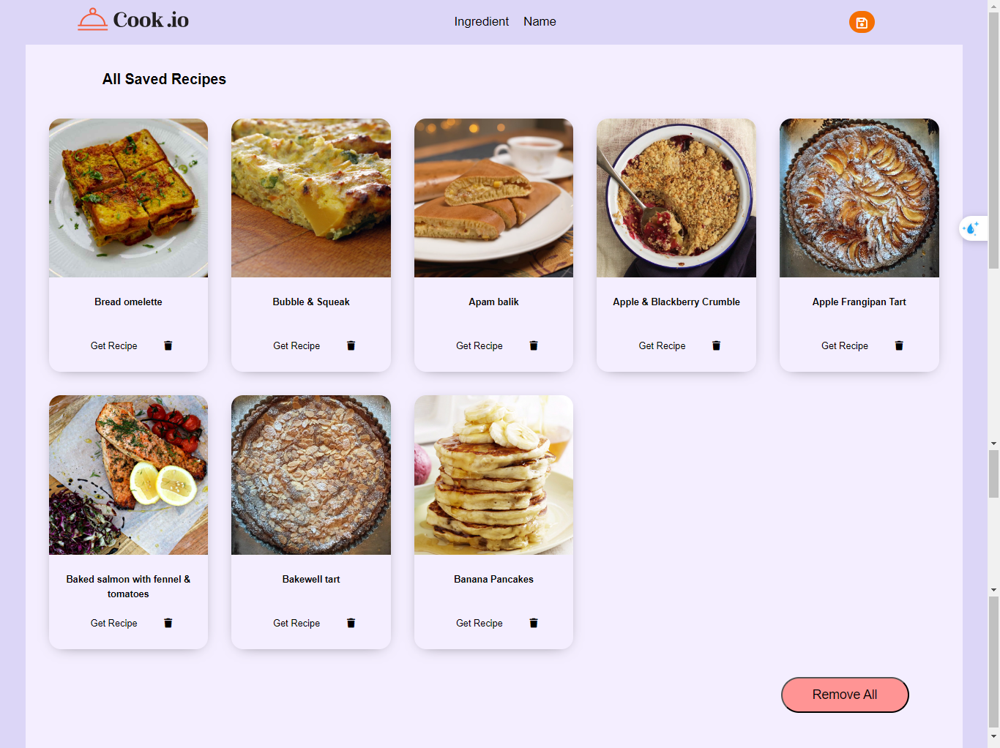 Cook.io
Ingredient Name
All Saved Recipes
Bread omelette
Get Recipe
Bubble & Squeak
Get Recipe
Apam balik
Get Recipe
Apple & Blackberry Crumble
Get Recipe
Apple Frangipan Tart
Get Recipe
Baked salmon with fennel &
tomatoes
Get Recipe
Bakewell tart
Get Recipe
Banana Pancakes
Get Recipe
Remove All